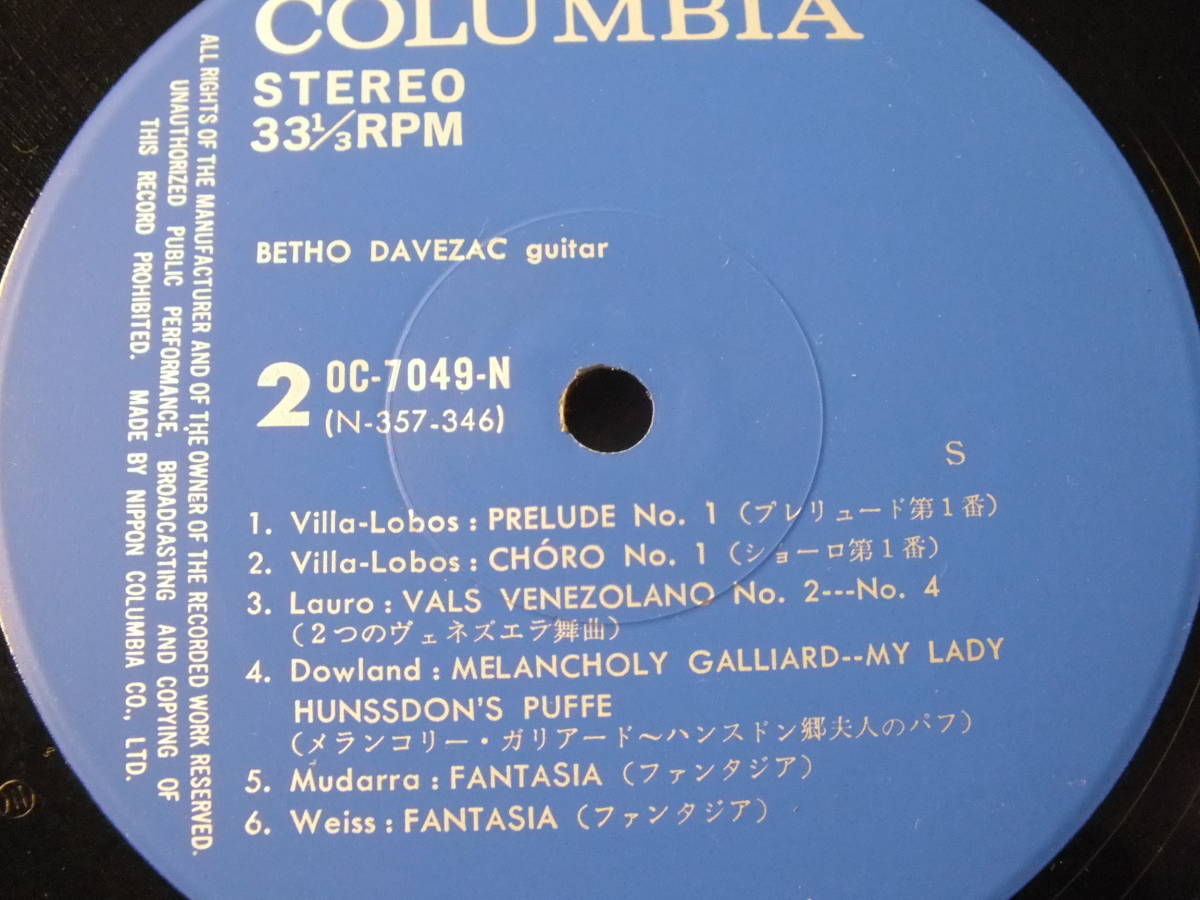 COLUMBIA
STEREO
33⅓RPM
BETHO DAVEZAC guitar
2 OC-7049-N
(N-357-346)
S
1. Villa-Lobos : PRELUDE No. 1 (プレリュード第1番)
2. Villa-Lobos : CHÓRO No. 1 (ショーロ第1番)
3. Lauro : VALS VENEZOLANO No. 2---No. 4
(2つのヴェネズエラ舞曲)
4. Dowland : MELANCHOLY GALLIARD--MY LADY
HUNSSDON'S PUFFE
(メランコリー・ガリアード〜ハンスドン郷夫人のパフ)
5. Mudarra : FANTASIA (ファンタジア)
6. Weiss : FANTASIA (ファンタジア)
ALL RIGHTS OF THE MANUFACTURER AND OF THE OWNER OF THE RECORDED WORK RESERVED.
UNAUTHORIZED PUBLIC PERFORMANCE, BROADCASTING AND COPYING OF
THIS RECORD PROHIBITED. MADE BY NIPPON COLUMBIA CO., LTD.